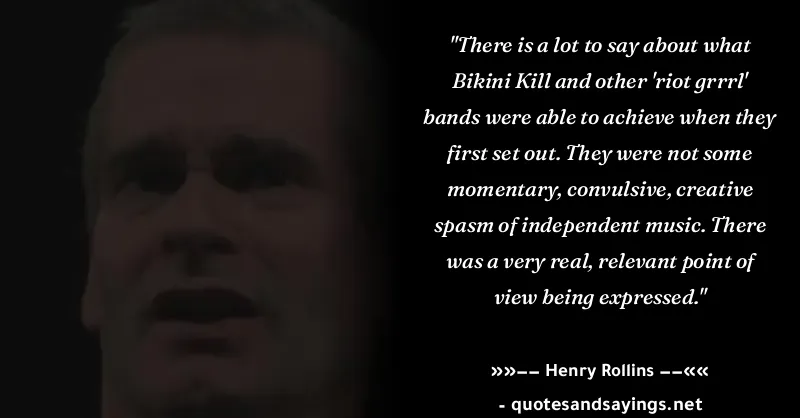 "There is a lot to say about what
Bikini Kill and other 'riot grrrl'
bands were able to achieve when they
first set out. They were not some
momentary, convulsive, creative
spasm of independent music. There
was a very real, relevant point of
view being expressed."
»»−− Henry Rollins −−««
- quotesandsayings.net